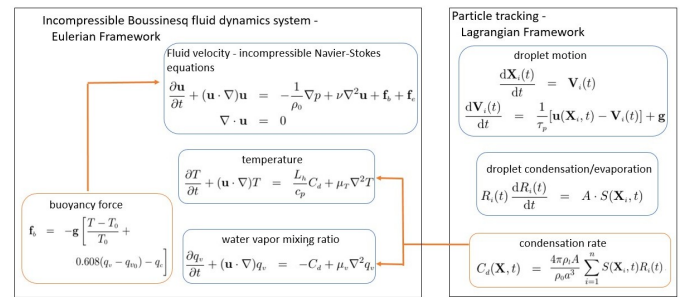 Incompressible Boussinesq fluid dynamics system -
Eulerian Framework
Fluid velocity - incompressible Navier-Stokes
equations
∂u/∂t + (u · ∇)u = −(1/ρ₀)∇p + ν∇²u + f_b + f_e
∇ · u = 0
temperature
∂T/∂t + (u · ∇)T = (L_h/c_p) C_d + μ_T ∇²T
buoyancy force
f_b = −g [ (T − T₀)/T₀ +
0.608(q_v − q_v₀) − q_c ]
water vapor mixing ratio
∂q_v/∂t + (u · ∇)q_v = −C_d + μ_v ∇²q_v
Particle tracking -
Lagrangian Framework
droplet motion
dX_i(t)/dt = V_i(t)
dV_i(t)/dt = (1/τ_p)[u(X_i, t) − V_i(t)] + g
droplet condensation/evaporation
R_i(t) dR_i(t)/dt = A · S(X_i, t)
condensation rate
C_d(X, t) = (4πρ_l A)/(ρ₀a³) ∑_{i=1}^{n} S(X_i, t)R_i(t)